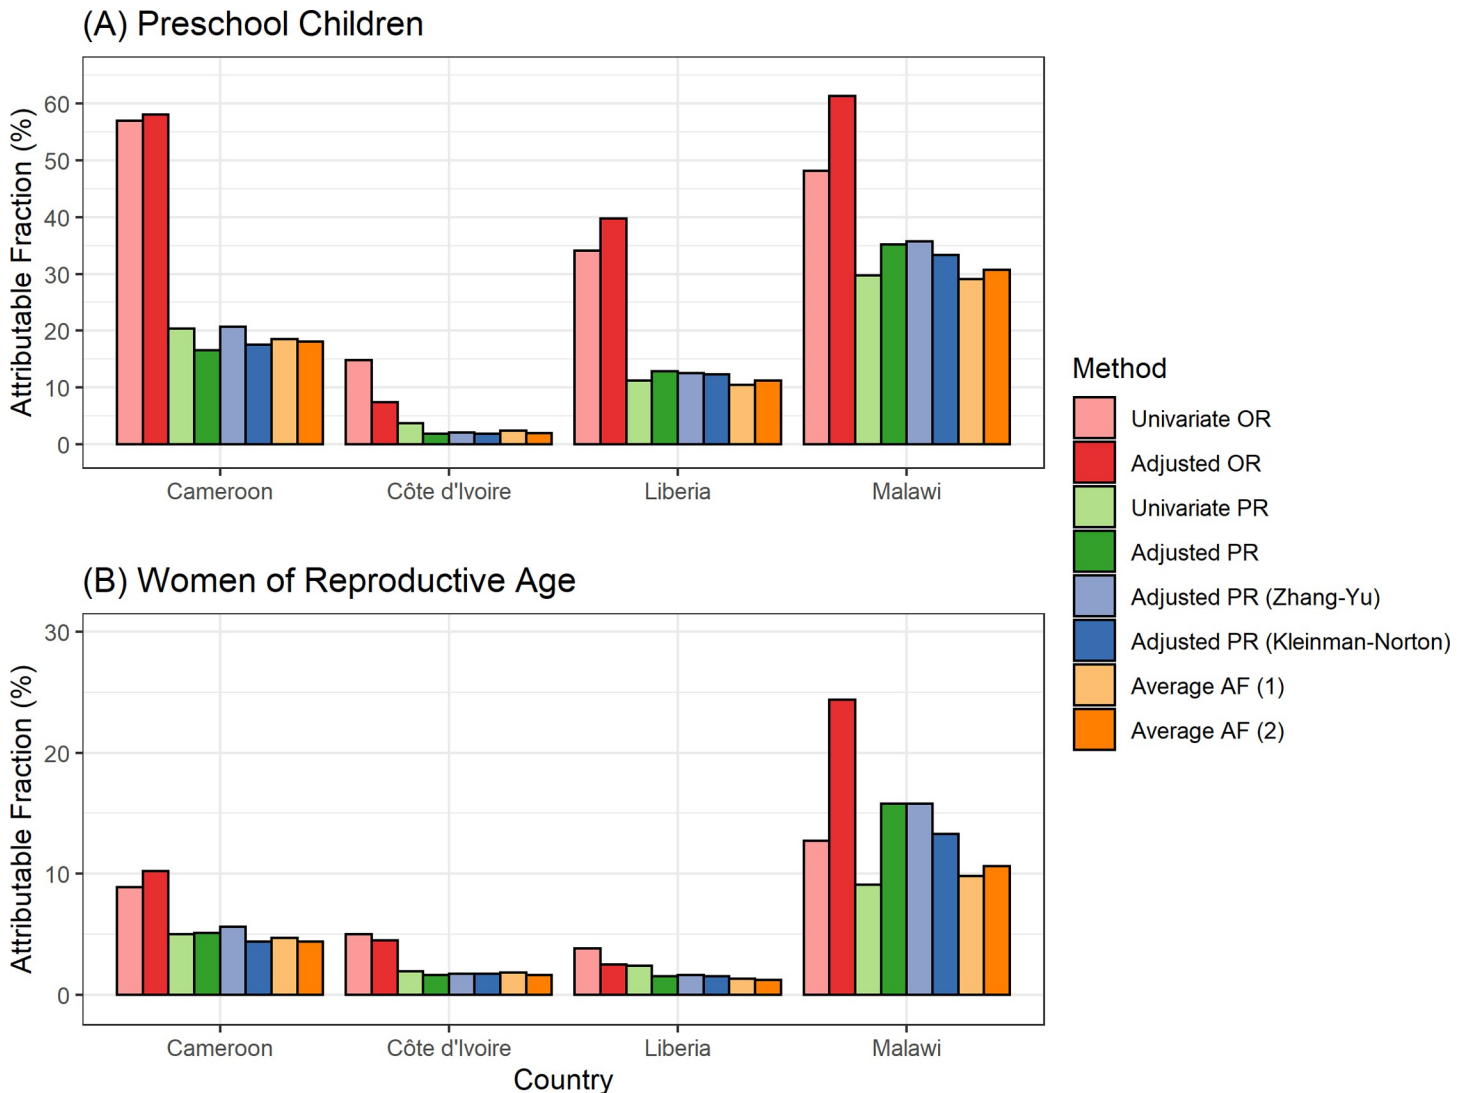 (A) Preschool Children
Attributable Fraction (%)
60
50
40
30
20
10
0
Cameroon Côte d'Ivoire Liberia Malawi
(B) Women of Reproductive Age
Attributable Fraction (%)
30
20
10
0
Cameroon Côte d'Ivoire Liberia Malawi
Country
Method
Univariate OR
Adjusted OR
Univariate PR
Adjusted PR
Adjusted PR (Zhang-Yu)
Adjusted PR (Kleinman-Norton)
Average AF (1)
Average AF (2)